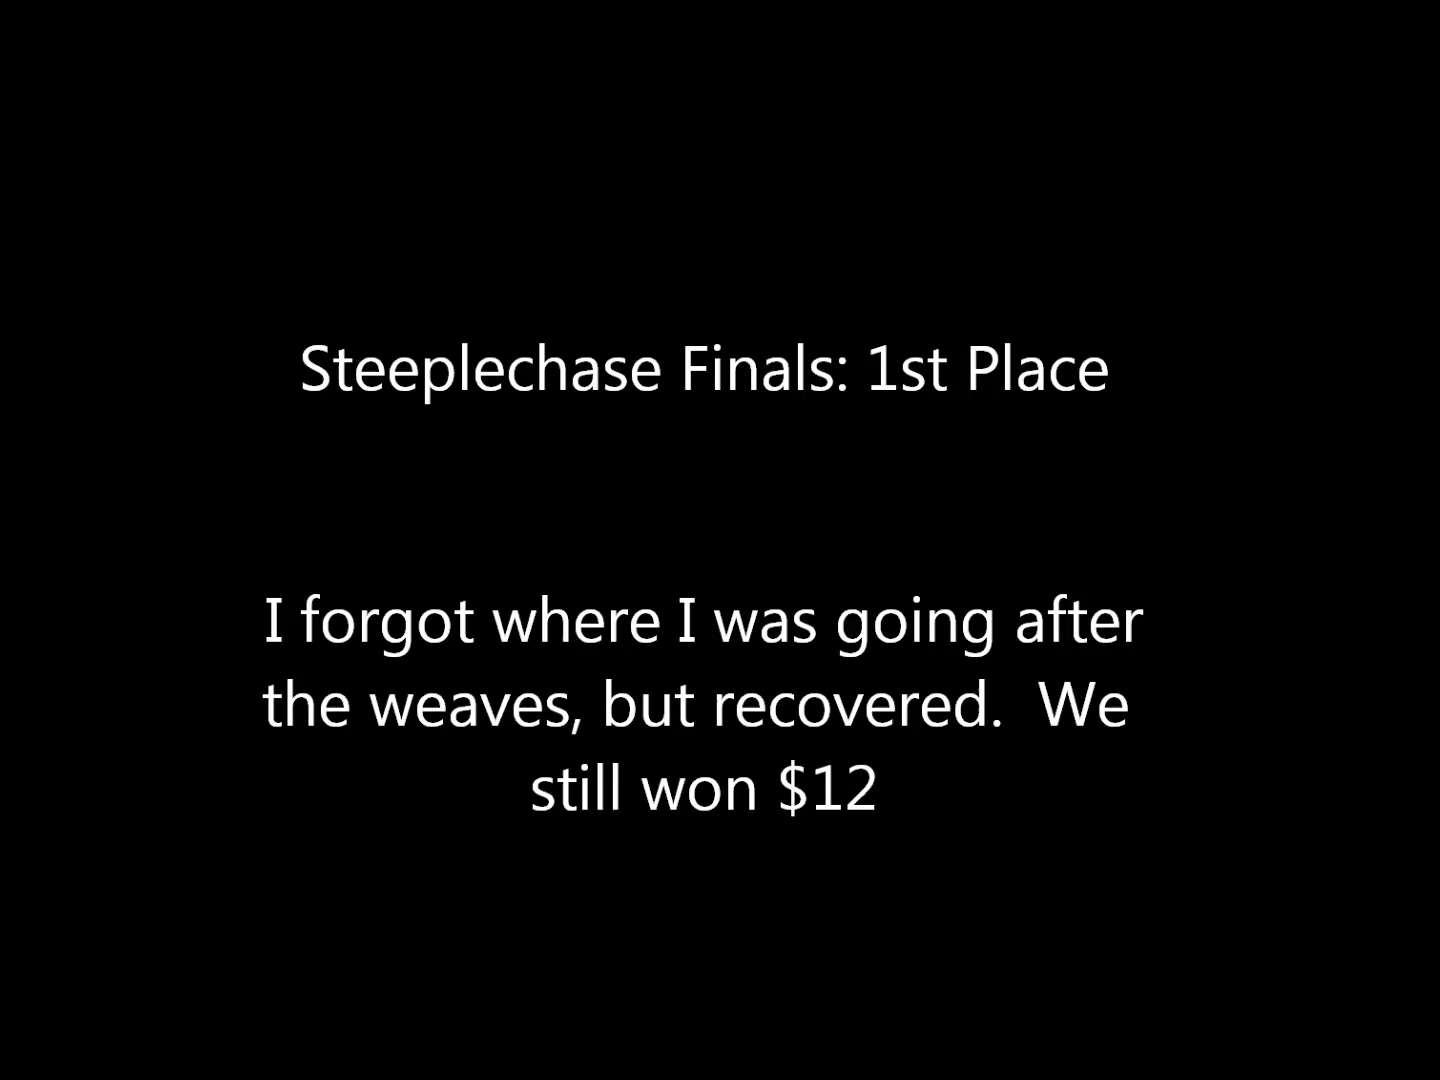 Steeplechase Finals: 1st Place
I forgot where I was going after
the weaves, but recovered.  We
still won $12